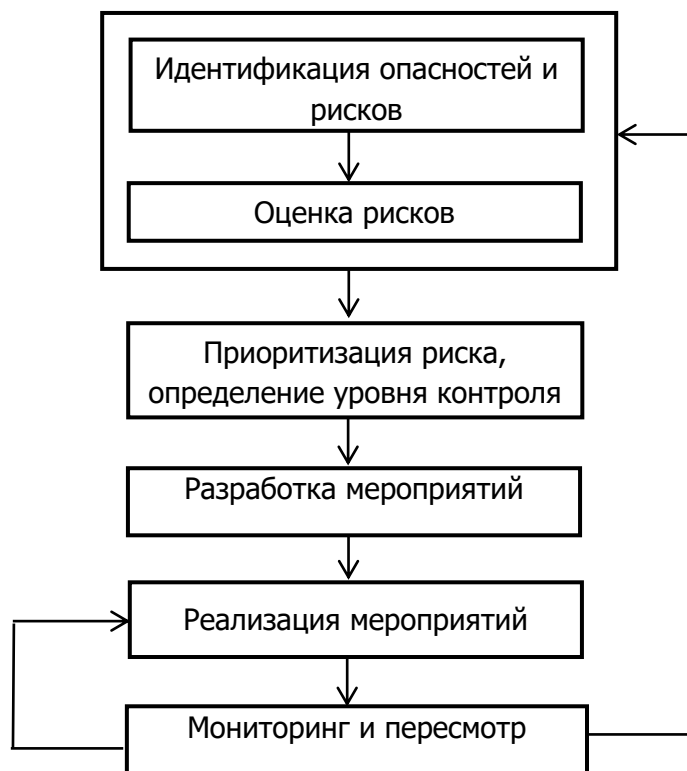 Идентификация опасностей и
рисков
Оценка рисков
Приоритизация риска,
определение уровня контроля
Разработка мероприятий
Реализация мероприятий
Мониторинг и пересмотр